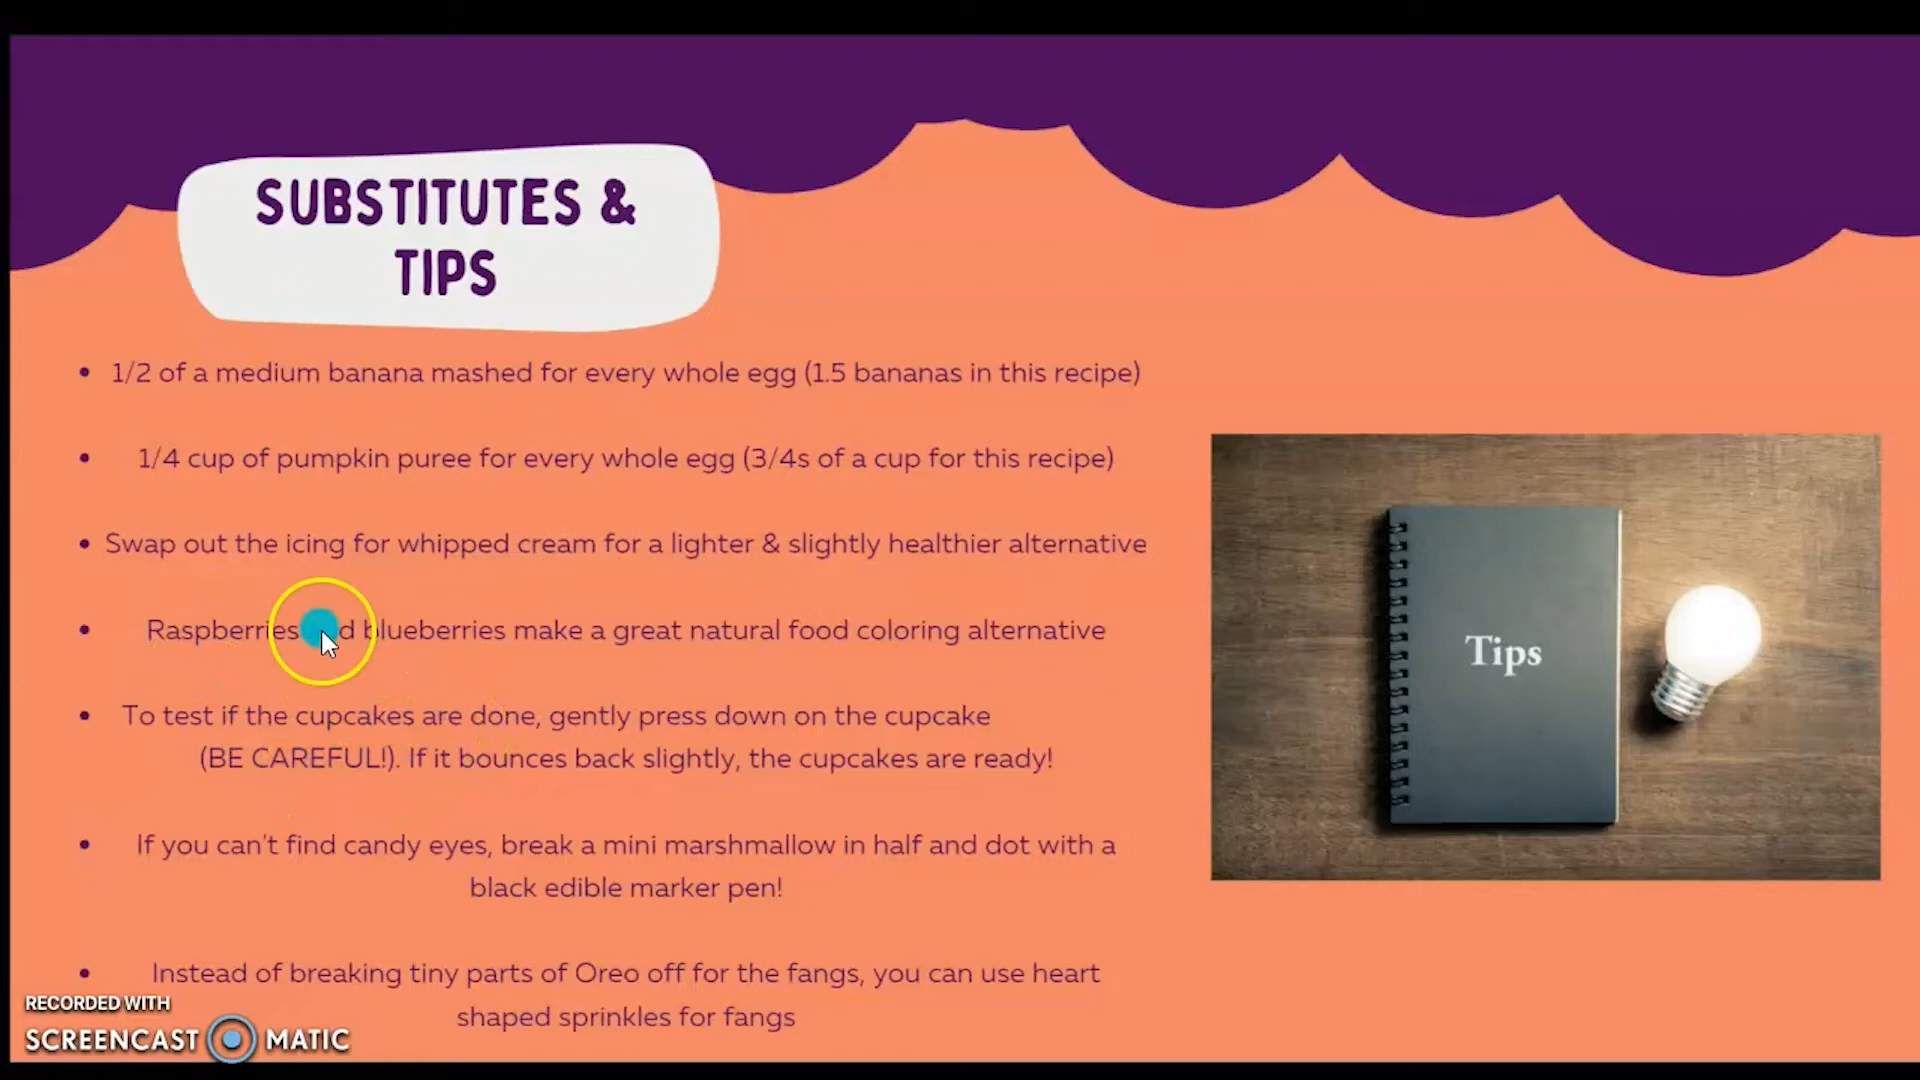 SUBSTITUTES &
TIPS
1/2 of a medium banana mashed for every whole egg (1.5 bananas in this recipe)
1/4 cup of pumpkin puree for every whole egg (3/4s of a cup for this recipe)
Swap out the icing for whipped cream for a lighter & slightly healthier alternative
Raspberries blueberries make a great natural food coloring alternative
To test if the cupcakes are done, gently press down on the cupcake
(BE CAREFUL!). If it bounces back slightly, the cupcakes are ready!
If you can't find candy eyes, break a mini marshmallow in half and dot with a
black edible marker pen!
Instead of breaking tiny parts of Oreo off for the fangs, you can use heart
shaped sprinkles for fangs
Tips
RECORDED WITH
SCREENCAST MATIC